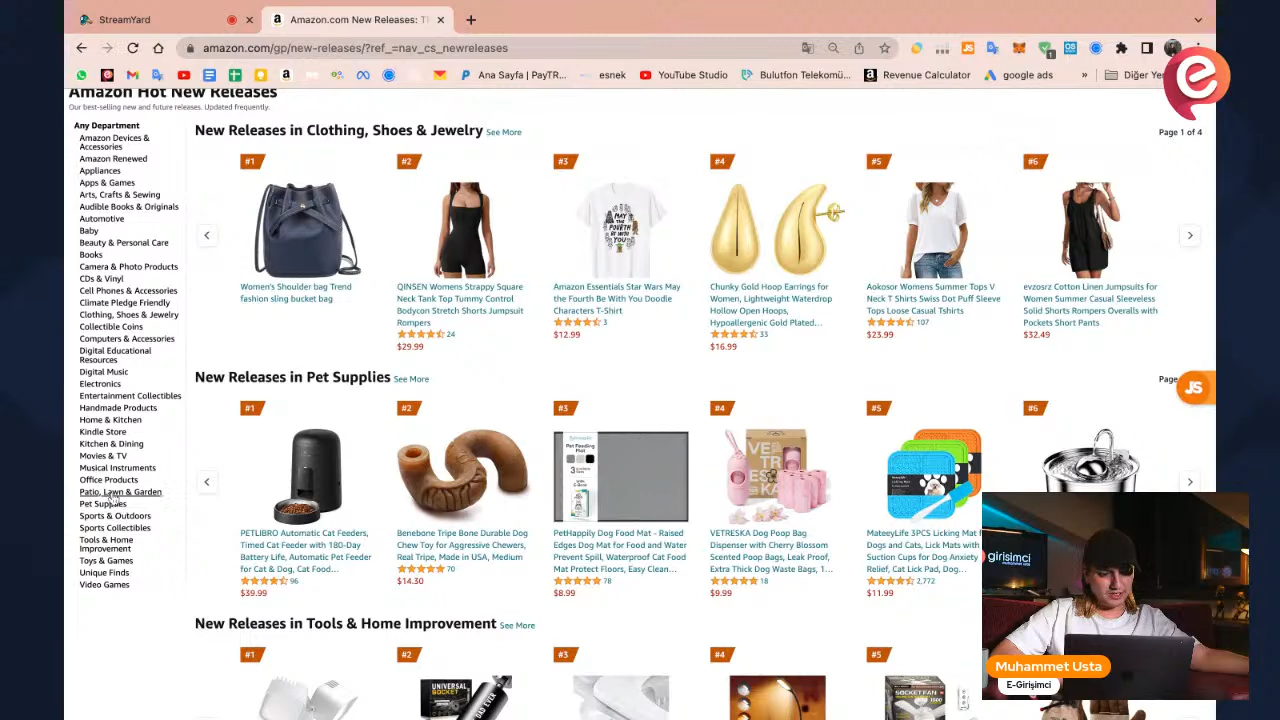 StreamYard
Amazon.com New Releases: Th
amazon.com/gp/new-releases/?ref_=nav_cs_newreleases
Ana Sayfa | PayTR...
esnek
YouTube Studio
Bulutfon Telekomü...
Revenue Calculator
google ads
»
Diğer Yer
Amazon Hot New Releases
Our best-selling new and future releases. Updated frequently.
Any Department
Amazon Devices &
Accessories
Amazon Renewed
Appliances
Apps & Games
Arts, Crafts & Sewing
Audible Books & Originals
Automotive
Baby
Beauty & Personal Care
Books
Camera & Photo Products
CDs & Vinyl
Cell Phones & Accessories
Climate Pledge Friendly
Clothing, Shoes & Jewelry
Collectible Coins
Computers & Accessories
Digital Educational
Resources
Digital Music
Electronics
Entertainment Collectibles
Handmade Products
Home & Kitchen
Kindle Store
Kitchen & Dining
Movies & TV
Musical Instruments
Office Products
Patio, Lawn & Garden
Pet Supplies
Sports & Outdoors
Sports Collectibles
Tools & Home
Improvement
Toys & Games
Unique Finds
Video Games
New Releases in Clothing, Shoes & Jewelry See More
Page 1 of 4
#1
Women's Shoulder bag Trend
fashion sling bucket bag
#2
QINSEN Womens Strappy Square
Neck Tank Top Tummy Control
Bodycon Stretch Shorts Jumpsuit
Rompers
24
$29.99
#3
MAY THE FOURTH BE WITH YOU
Amazon Essentials Star Wars May
the Fourth Be With You Doodle
Characters T-Shirt
3
$12.99
#4
Chunky Gold Hoop Earrings for
Women, Lightweight Waterdrop
Hollow Open Hoops,
Hypoallergenic Gold Plated...
33
$16.99
#5
Aokosor Womens Summer Tops V
Neck T Shirts Swiss Dot Puff Sleeve
Tops Loose Casual Tshirts
107
$23.99
#6
evzosrz Cotton Linen Jumpsuits for
Women Summer Casual Sleeveless
Solid Shorts Rompers Overalls with
Pockets Short Pants
$32.49
New Releases in Pet Supplies See More
Page
#1
PETLIBRO Automatic Cat Feeders,
Timed Cat Feeder with 180-Day
Battery Life, Automatic Pet Feeder
for Cat & Dog, Cat Food...
96
$39.99
#2
Benebone Tripe Bone Durable Dog
Chew Toy for Aggressive Chewers,
Real Tripe, Made in USA, Medium
70
$14.30
#3
Pet Feeding
Mat
PetHappily Dog Food Mat - Raised
Edges Dog Mat for Food and Water
Prevent Spill, Waterproof Cat Food
Mat Protect Floors, Easy Clean...
78
$8.99
#4
VETRESKA Dog Poop Bag
Dispenser with Cherry Blossom
Scented Poop Bags, Leak Proof,
Extra Thick Dog Waste Bags, 1...
18
$9.99
#5
MateeyLife 3PCS Licking Mat f
Dogs and Cats, Lick Mats with
Suction Cups for Dog Anxiety
Relief, Cat Lick Pad, Dog...
2,772
$11.99
#6
New Releases in Tools & Home Improvement See More
#1
#2
UNIVERSAL
SOCKET
#3
#4
#5
SOCKET FAN
JS
girisimci
Muhammet Usta
E-Girişimci